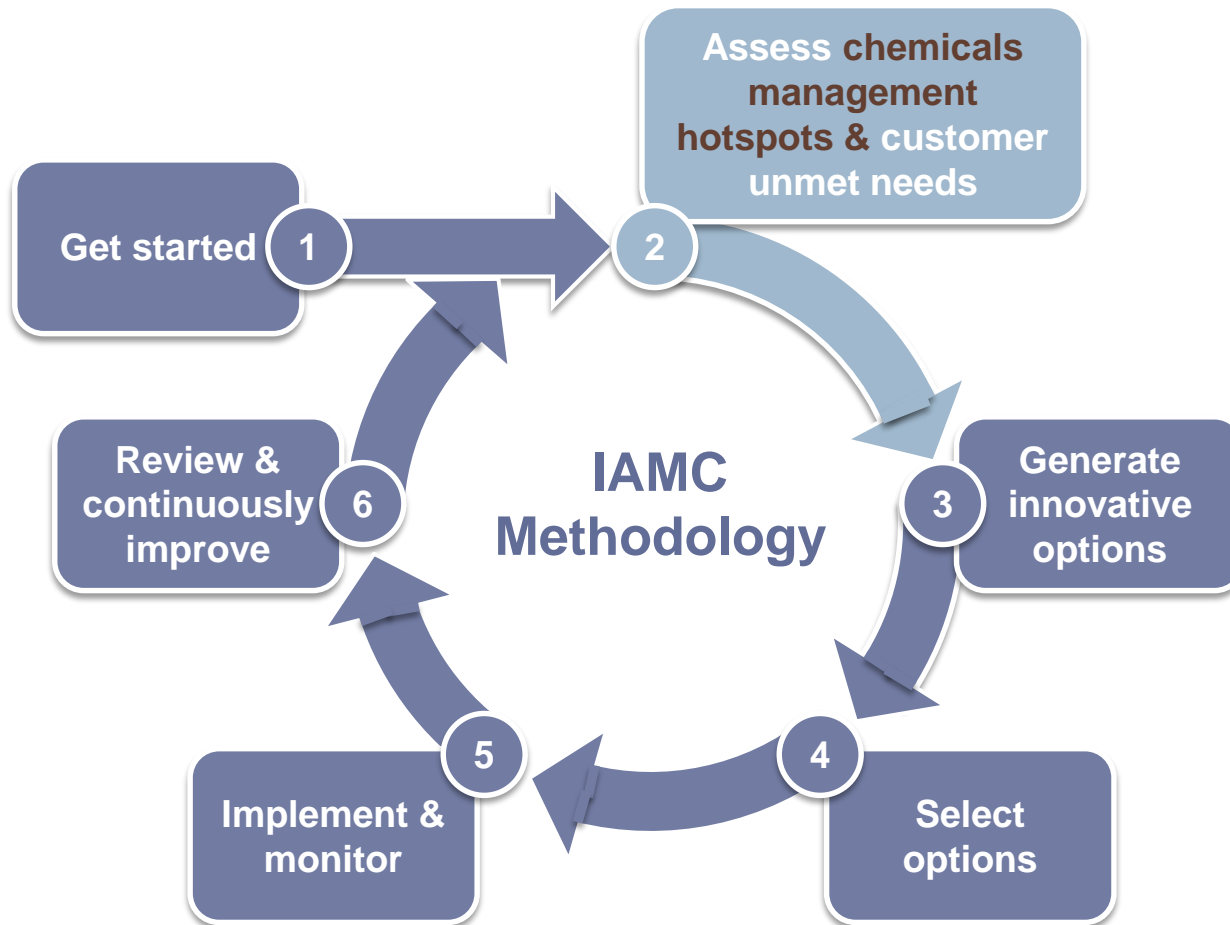 Get started
1
Assess chemicals
management
hotspots & customer
unmet needs
2
Generate
innovative
options
3
Select
options
4
Implement &
monitor
5
Review &
continuously
improve
6
IAMC
Methodology